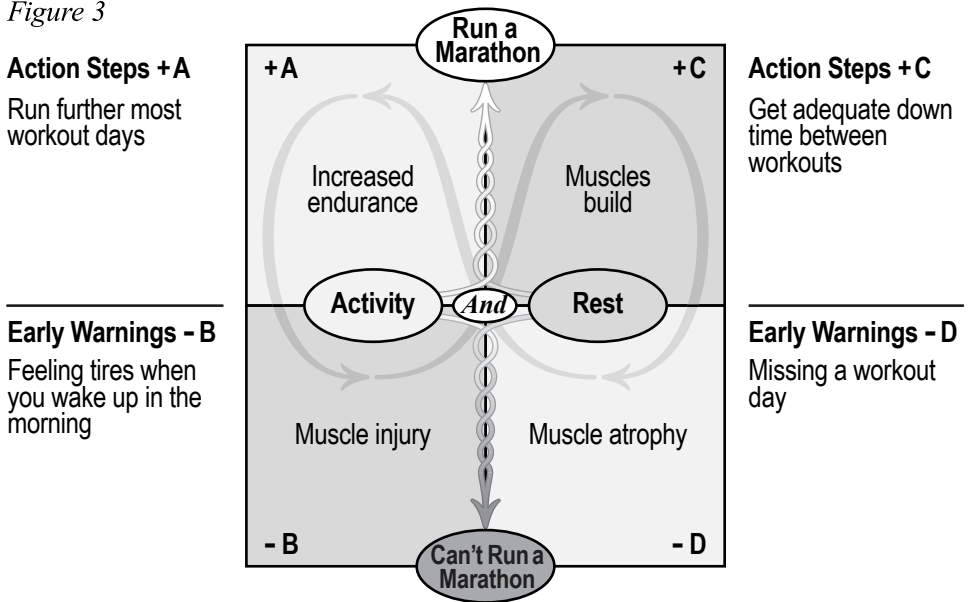 Figure 3
Run a
Marathon
Action Steps +A
Run further most
workout days
+A
+C
Action Steps +C
Get adequate down
time between
workouts
Increased
endurance
Muscles
build
Activity
And
Rest
Early Warnings – B
Feeling tires when
you wake up in the
morning
Early Warnings – D
Missing a workout
day
Muscle injury
Muscle atrophy
– B
– D
Can't Run a
Marathon